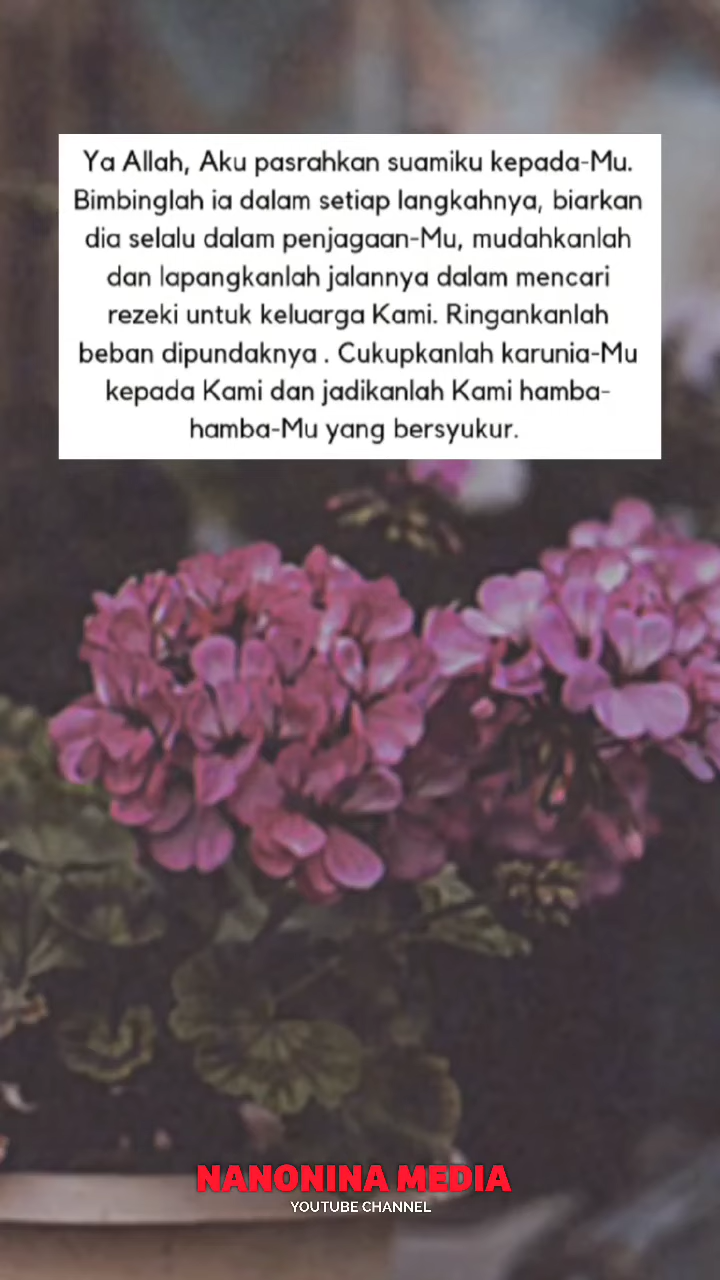 Ya Allah, Aku pasrahkan suamiku kepada-Mu.
Bimbinglah ia dalam setiap langkahnya, biarkan
dia selalu dalam penjagaan-Mu, mudahkanlah
dan lapangkanlah jalannya dalam mencari
rezeki untuk keluarga Kami. Ringankanlah
beban dipundaknya . Cukupkanlah karunia-Mu
kepada Kami dan jadikanlah Kami hamba-
hamba-Mu yang bersyukur.
NANONINA MEDIA
YOUTUBE CHANNEL